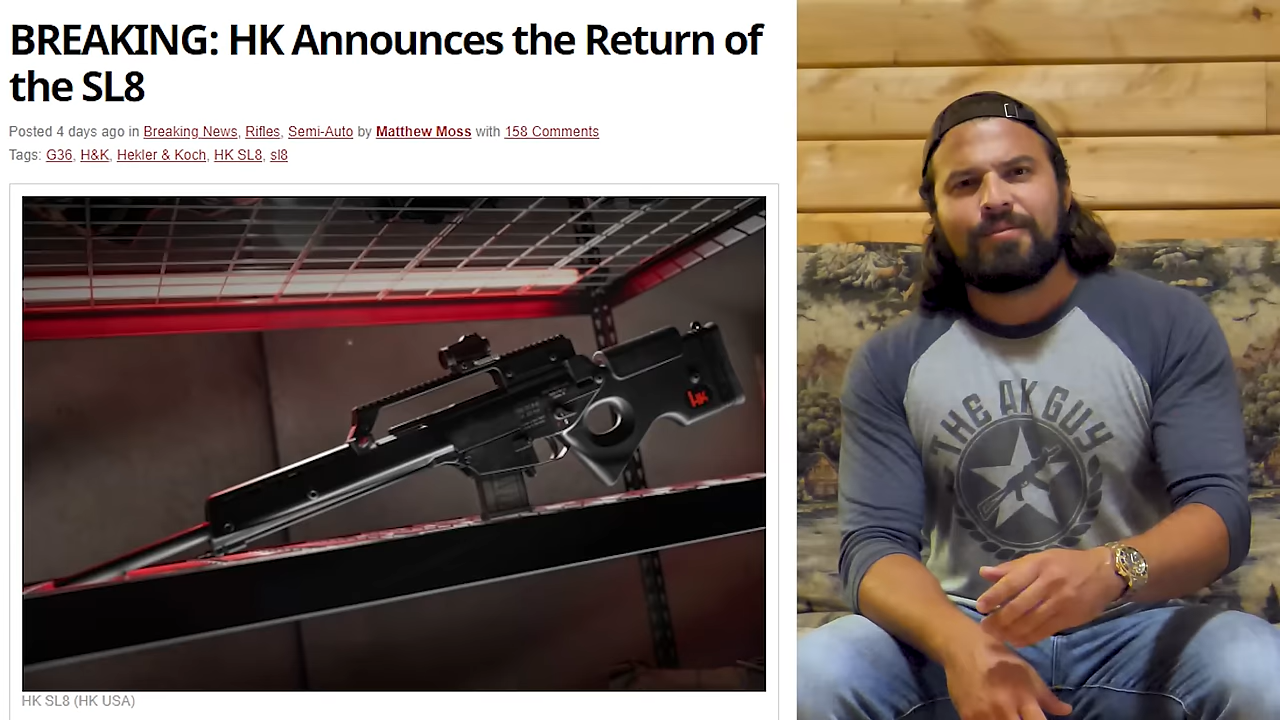 BREAKING: HK Announces the Return of
the SL8
Posted 4 days ago in Breaking News, Rifles, Semi-Auto by Matthew Moss with 158 Comments
Tags: G36, H&K, Hekler & Koch, HK SL8, sl8
HK
THE AK GUY
HK SL8 (HK USA)